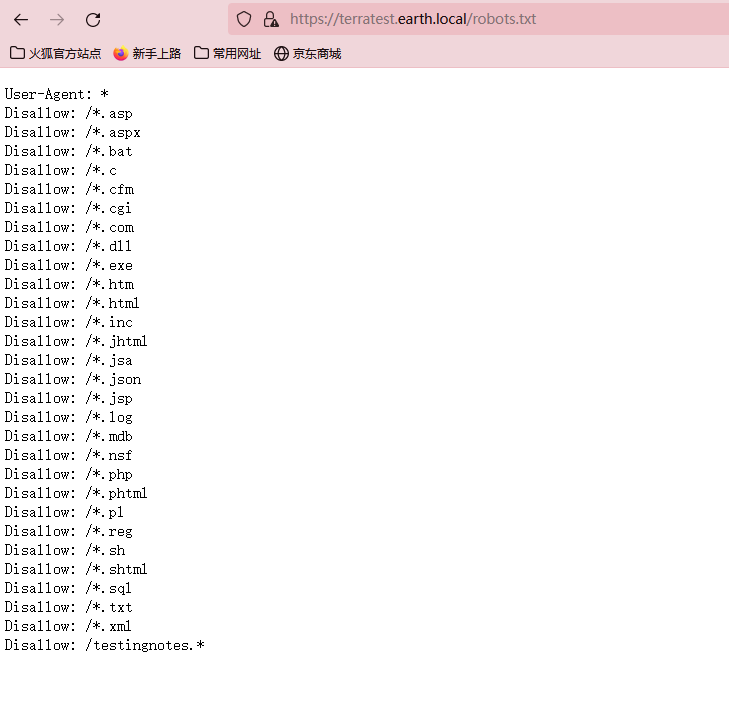 https://terratest.earth.local/robots.txt
火狐官方站点 新手上路 常用网址 京东商城
User-Agent: *
Disallow: /*.asp
Disallow: /*.aspx
Disallow: /*.bat
Disallow: /*.c
Disallow: /*.cfm
Disallow: /*.cgi
Disallow: /*.com
Disallow: /*.dll
Disallow: /*.exe
Disallow: /*.htm
Disallow: /*.html
Disallow: /*.inc
Disallow: /*.jhtml
Disallow: /*.jsa
Disallow: /*.json
Disallow: /*.jsp
Disallow: /*.log
Disallow: /*.mdb
Disallow: /*.nsf
Disallow: /*.php
Disallow: /*.phtml
Disallow: /*.pl
Disallow: /*.reg
Disallow: /*.sh
Disallow: /*.shtml
Disallow: /*.sql
Disallow: /*.txt
Disallow: /*.xml
Disallow: /testingnotes.*